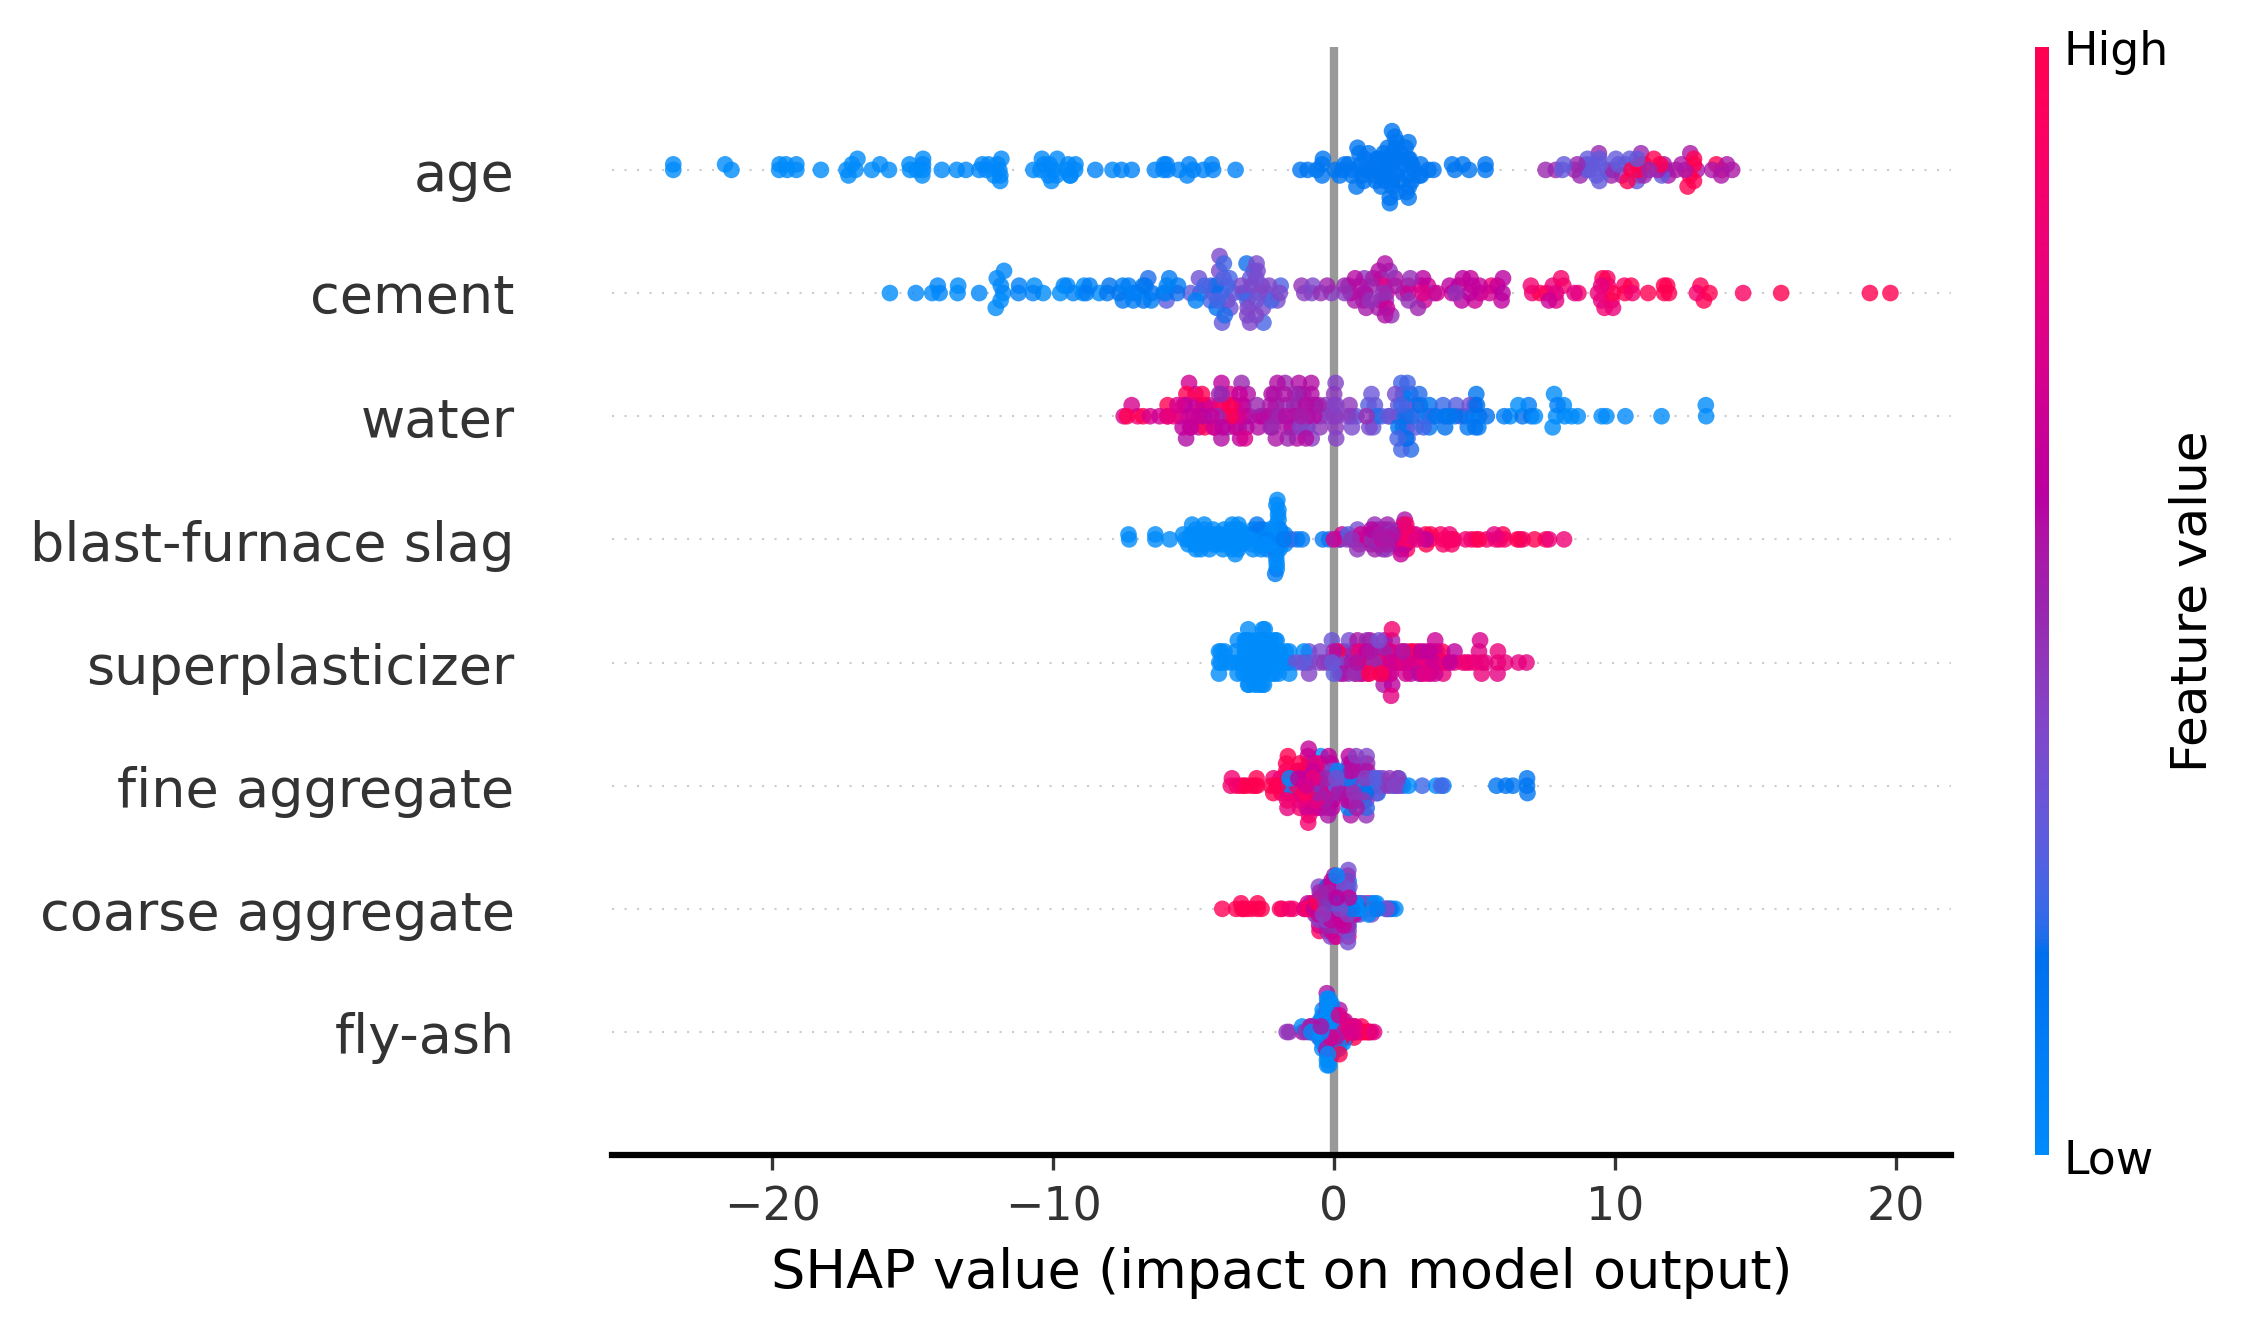 High
age
cement
water
blast-furnace slag
superplasticizer
fine aggregate
coarse aggregate
fly-ash
Feature value
Low
−20 −10 0 10 20
SHAP value (impact on model output)